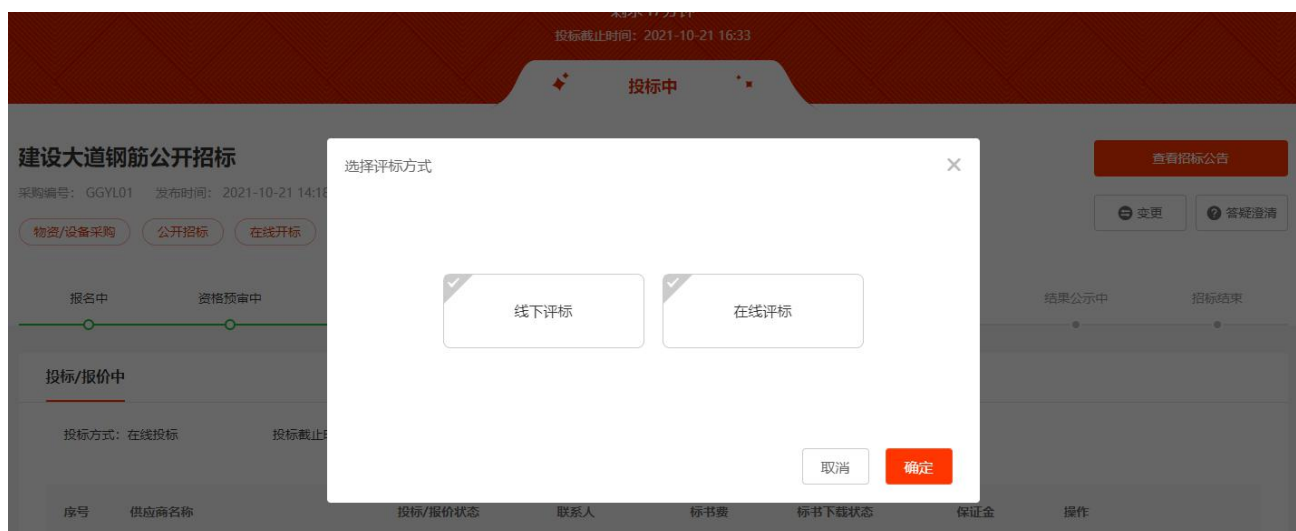 投标截止时间：2021-10-21 16:33
投标中
建设大道钢筋公开招标
选择评标方式
查看招标公告
采购编号： GGYL01 发布时间： 2021-10-21 14:18
变更 答疑澄清
物资/设备采购 公开招标 在线开标
报名中 资格预审中 结果公示中 招标结束
线下评标 在线评标
投标/报价中
投标方式：在线投标 投标截止
取消 确定
序号 供应商名称 投标/报价状态 联系人 标书费 标书下载状态 保证金 操作